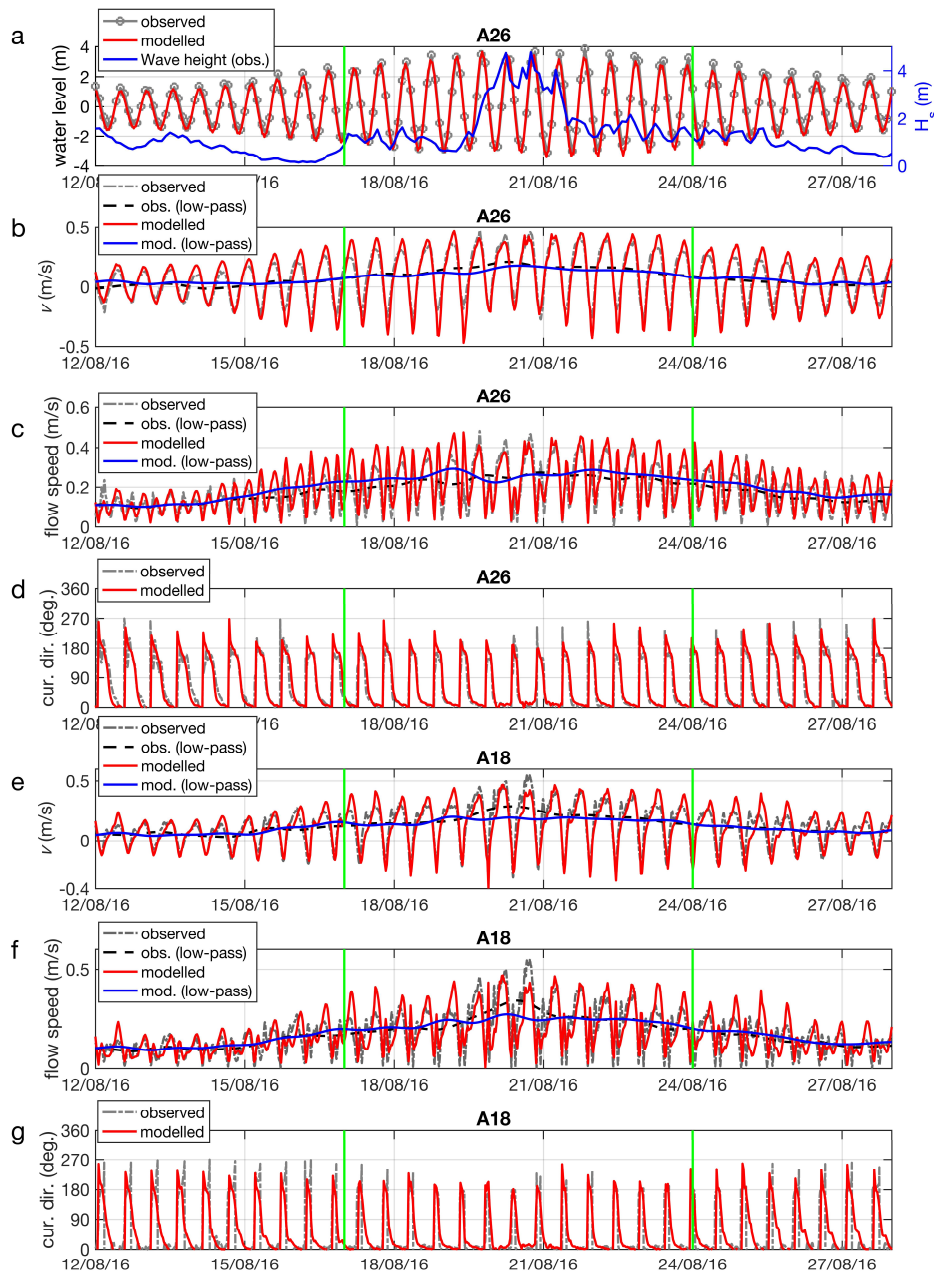 a
observed
modelled
Wave height (obs.)
A26
water level (m)
4
2
0
-2
-4
H_s (m)
4
2
0
12/08/16 15/08/16 18/08/16 21/08/16 24/08/16 27/08/16
b
observed
obs. (low-pass)
modelled
mod. (low-pass)
A26
v (m/s)
0.5
0
-0.5
12/08/16 15/08/16 18/08/16 21/08/16 24/08/16 27/08/16
c
observed
obs. (low-pass)
modelled
mod. (low-pass)
A26
flow speed (m/s)
0.6
0.4
0.2
0
12/08/16 15/08/16 18/08/16 21/08/16 24/08/16 27/08/16
d
observed
modelled
A26
cur. dir. (deg.)
360
270
180
90
0
12/08/16 15/08/16 18/08/16 21/08/16 24/08/16 27/08/16
e
observed
obs. (low-pass)
modelled
mod. (low-pass)
A18
v (m/s)
0.5
0
-0.4
12/08/16 15/08/16 18/08/16 21/08/16 24/08/16 27/08/16
f
observed
obs. (low-pass)
modelled
mod. (low-pass)
A18
flow speed (m/s)
0.5
0
12/08/16 15/08/16 18/08/16 21/08/16 24/08/16 27/08/16
g
observed
modelled
A18
cur. dir. (deg.)
360
270
180
90
0
12/08/16 15/08/16 18/08/16 21/08/16 24/08/16 27/08/16